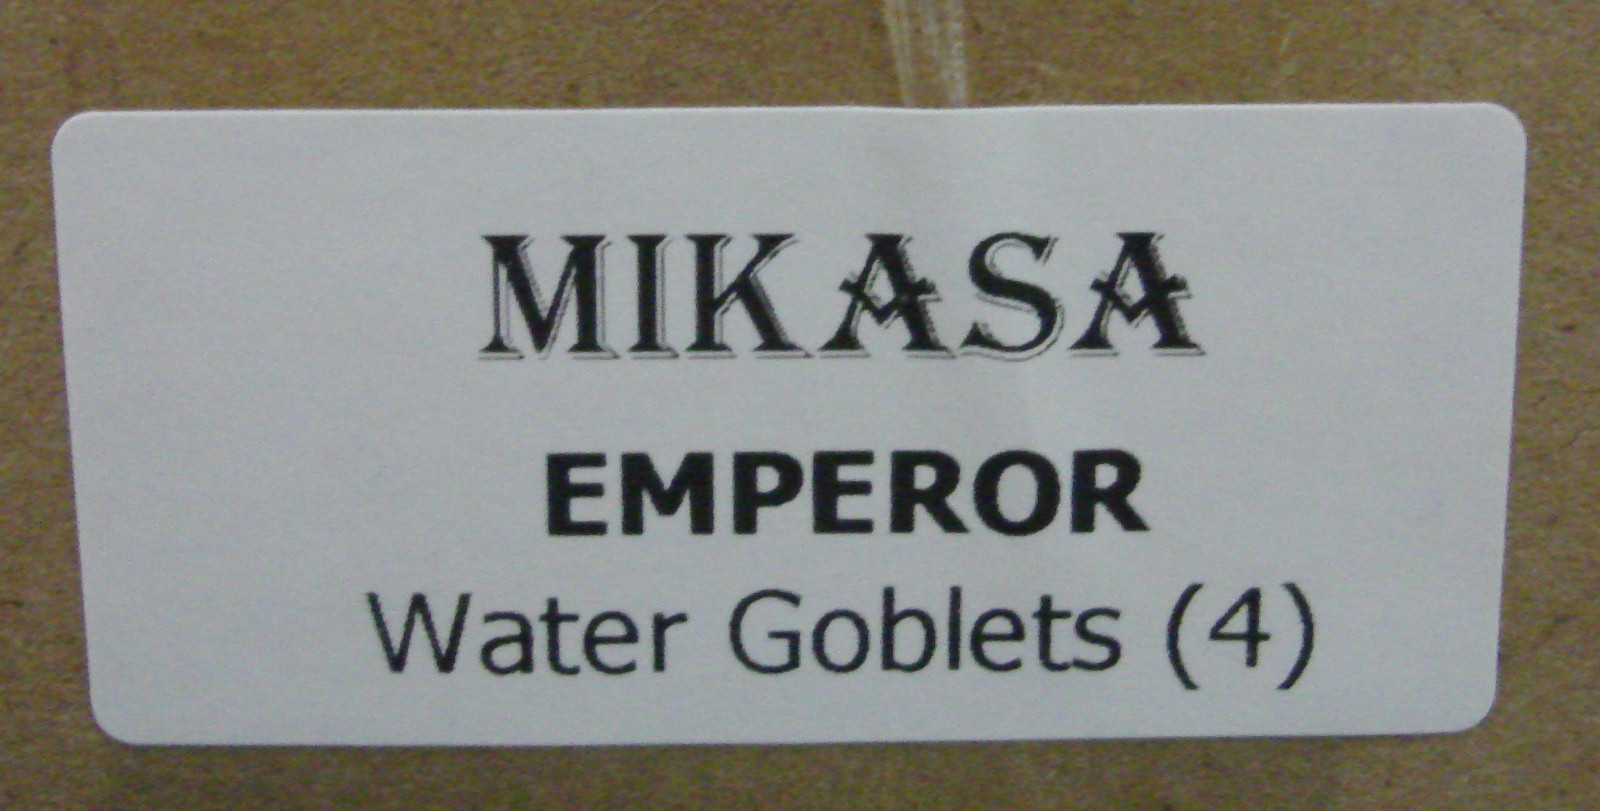 MIKASA
EMPEROR
Water Goblets (4)